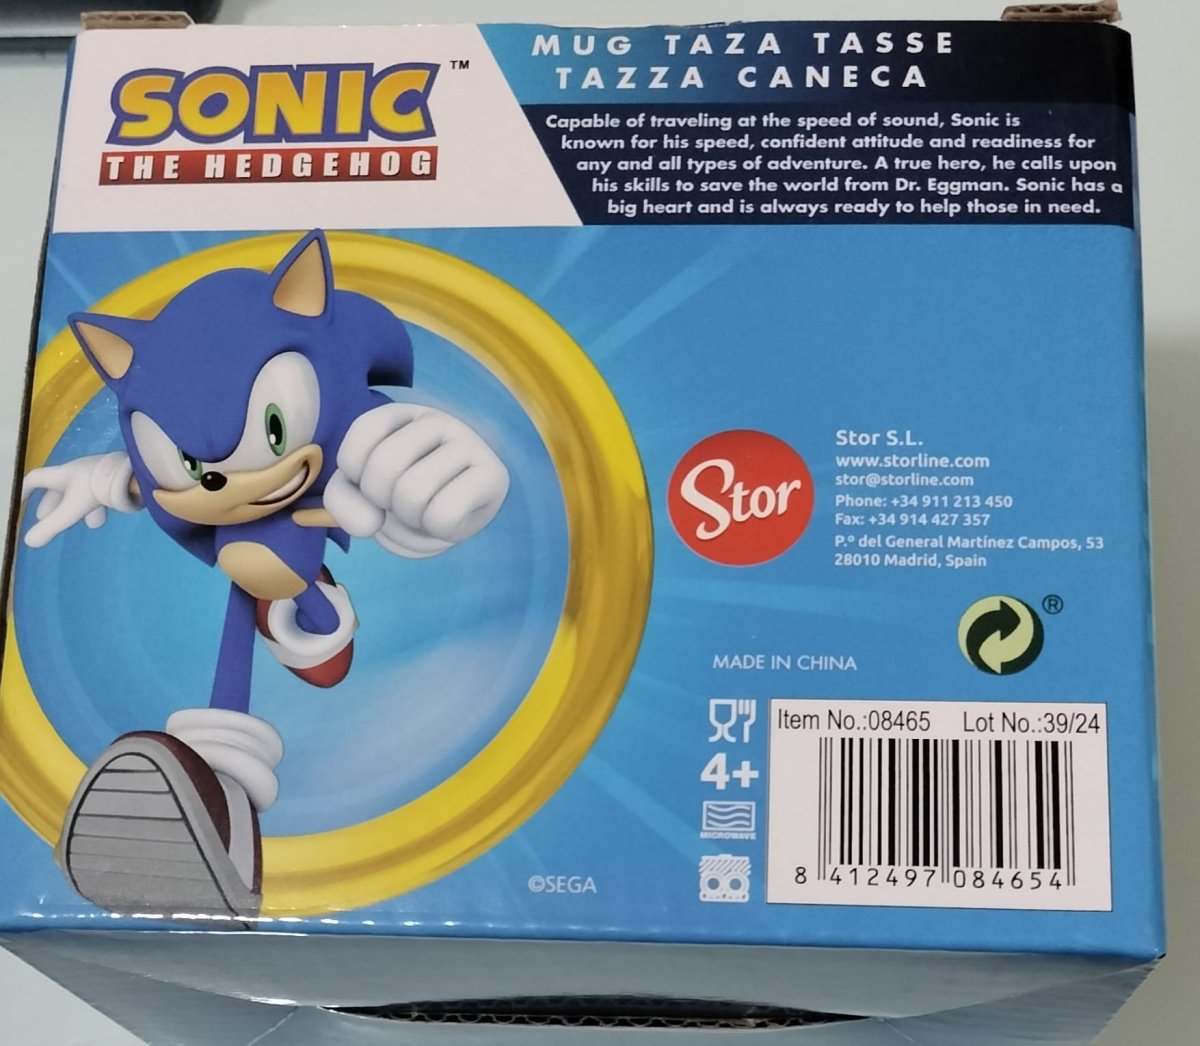 SONIC ™
THE HEDGEHOG
MUG TAZA TASSE
TAZZA CANECA
Capable of traveling at the speed of sound, Sonic is
known for his speed, confident attitude and readiness for
any and all types of adventure. A true hero, he calls upon
his skills to save the world from Dr. Eggman. Sonic has a
big heart and is always ready to help those in need.
Stor
Stor S.L.
www.storline.com
stor@storline.com
Phone: +34 911 213 450
Fax: +34 914 427 357
P.º del General Martínez Campos, 53
28010 Madrid, Spain
®
MADE IN CHINA
4+
MICROWAVE
©SEGA
Item No.:08465 Lot No.:39/24
8 412497 084654